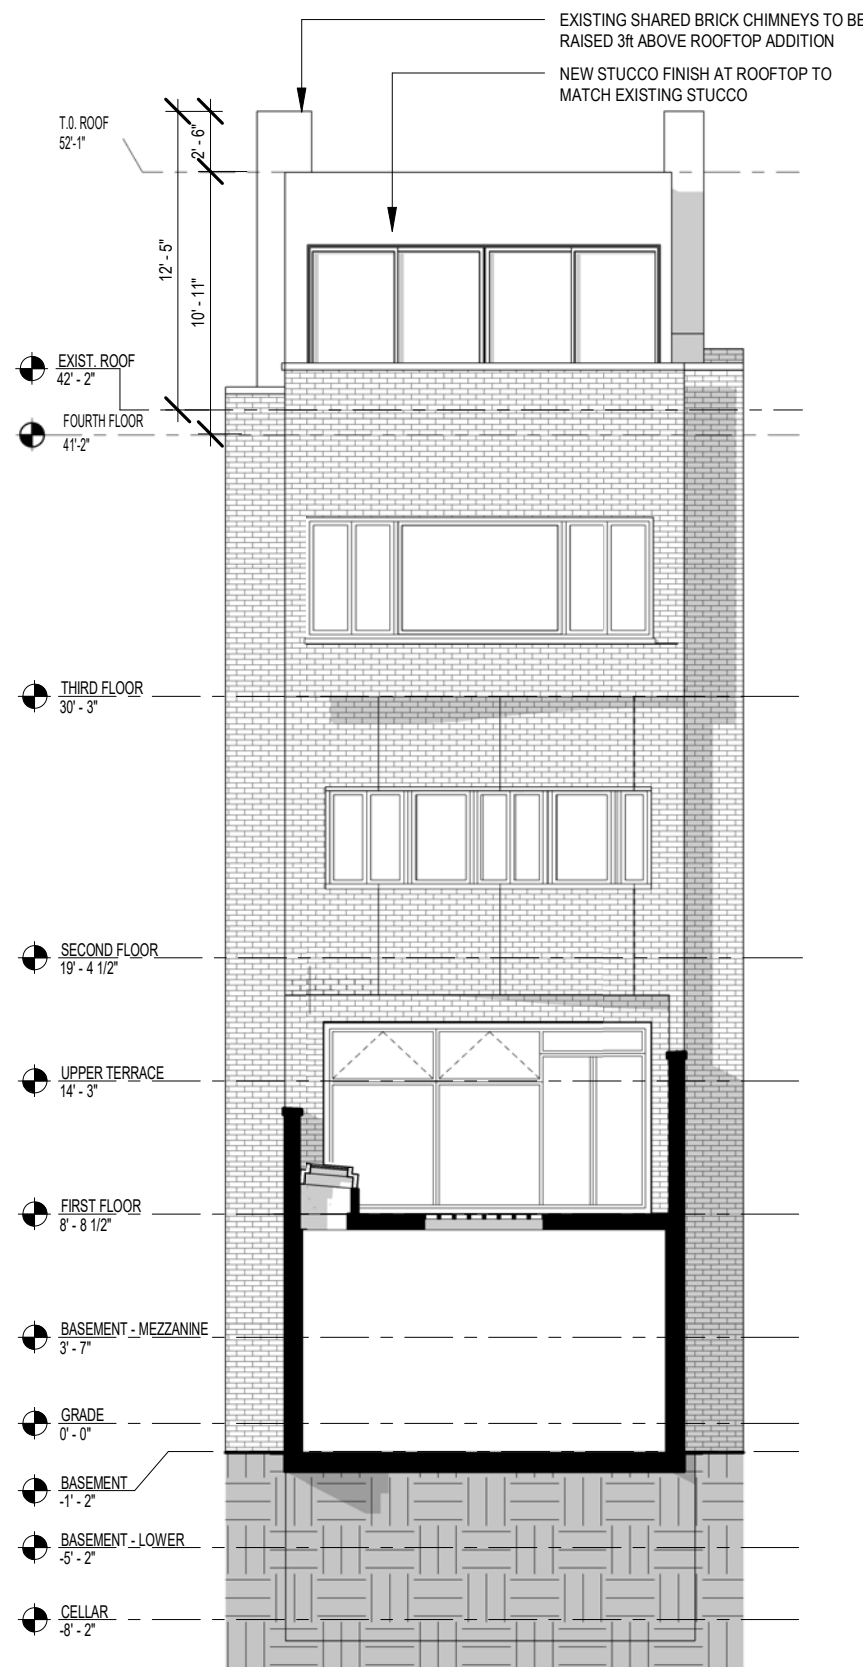 EXISTING SHARED BRICK CHIMNEYS TO BE
RAISED 3ft ABOVE ROOFTOP ADDITION
NEW STUCCO FINISH AT ROOFTOP TO
MATCH EXISTING STUCCO
T.O. ROOF
52'-1"
2' - 6"
12' - 5"
10' - 11"
EXIST. ROOF
42' - 2"
FOURTH FLOOR
41'-2"
THIRD FLOOR
30' - 3"
SECOND FLOOR
19' - 4 1/2"
UPPER TERRACE
14' - 3"
FIRST FLOOR
8' - 8 1/2"
BASEMENT - MEZZANINE
3' - 7"
GRADE
0' - 0"
BASEMENT
-1' - 2"
BASEMENT - LOWER
-5' - 2"
CELLAR
-8' - 2"